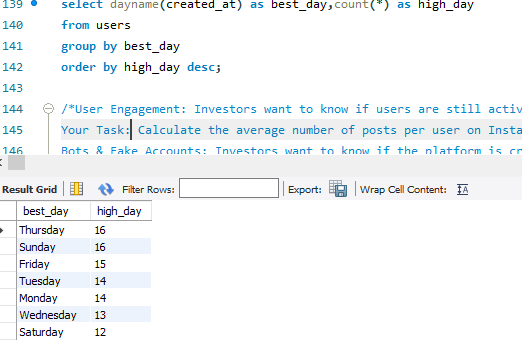 139 select dayname(created_at) as best_day,count(*) as high_day
140 from users
141 group by best_day
142 order by high_day desc;
143
144 /*User Engagement: Investors want to know if users are still activ
145 Your Task: Calculate the average number of posts per user on Insta
146 Bots & Fake Accounts: Investors want to know if the platform is cr
Result Grid Filter Rows: Export: Wrap Cell Content:
best_day high_day
Thursday 16
Sunday 16
Friday 15
Tuesday 14
Monday 14
Wednesday 13
Saturday 12